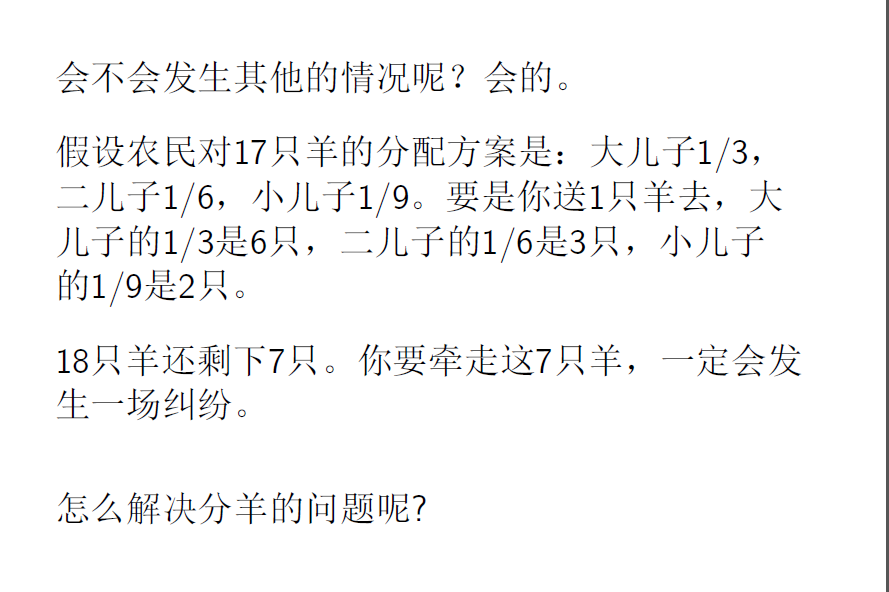 会不会发生其他的情况呢？会的。
假设农民对17只羊的分配方案是：大儿子1/3，
二儿子1/6，小儿子1/9。要是你送1只羊去，大
儿子的1/3是6只，二儿子的1/6是3只，小儿子
的1/9是2只。
18只羊还剩下7只。你要牵走这7只羊，一定会发
生一场纠纷。
怎么解决分羊的问题呢?